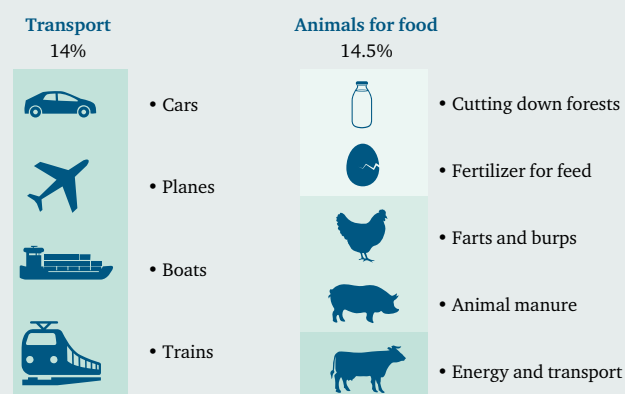 Transport
14%
• Cars
• Planes
• Boats
• Trains
Animals for food
14.5%
• Cutting down forests
• Fertilizer for feed
• Farts and burps
• Animal manure
• Energy and transport